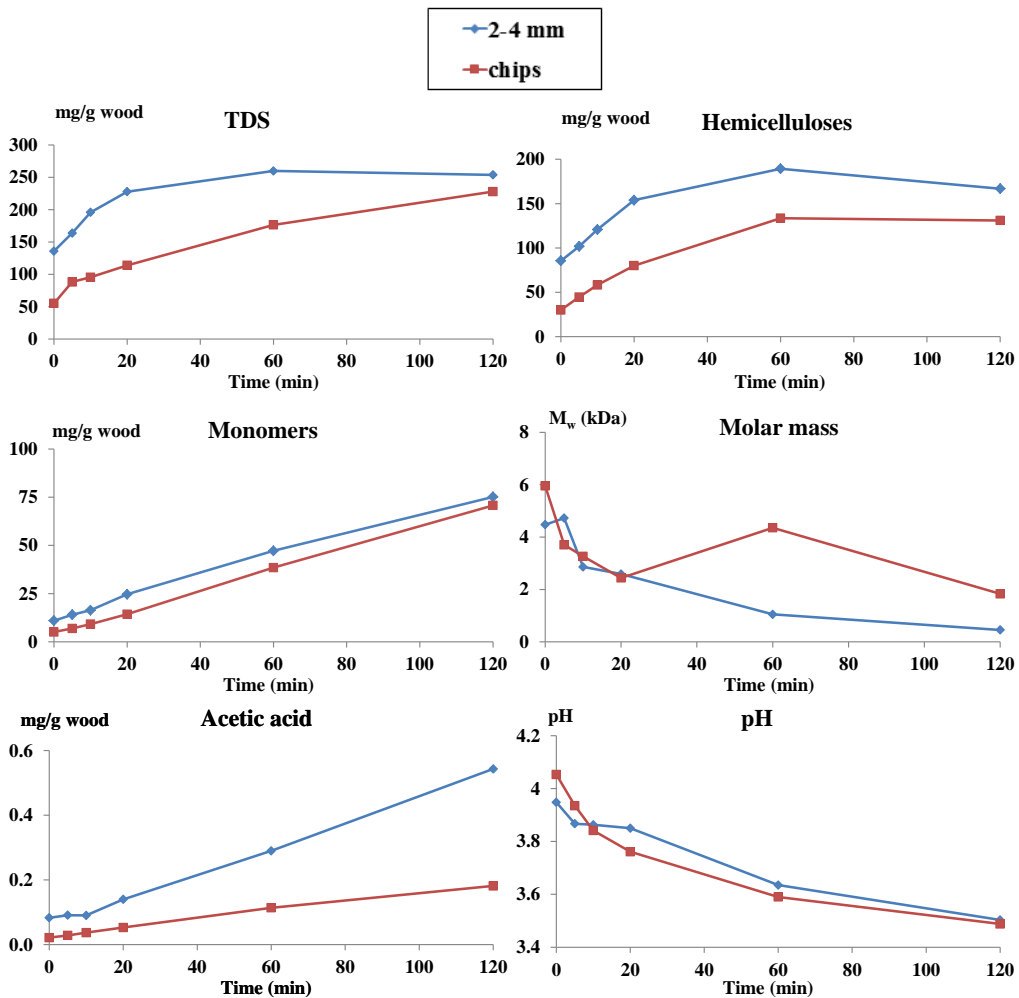 2-4 mm
chips
mg/g wood
TDS
300
250
200
150
100
50
0
0 20 40 60 80 100 120
Time (min)
mg/g wood
Hemicelluloses
200
150
100
50
0
0 20 40 60 80 100 120
Time (min)
mg/g wood
Monomers
100
75
50
25
0
0 20 40 60 80 100 120
Time (min)
Mw (kDa)
Molar mass
8
6
4
2
0
0 20 40 60 80 100 120
Time (min)
mg/g wood
Acetic acid
0.6
0.4
0.2
0.0
0 20 40 60 80 100 120
Time (min)
pH
pH
4.2
4
3.8
3.6
3.4
0 20 40 60 80 100 120
Time (min)